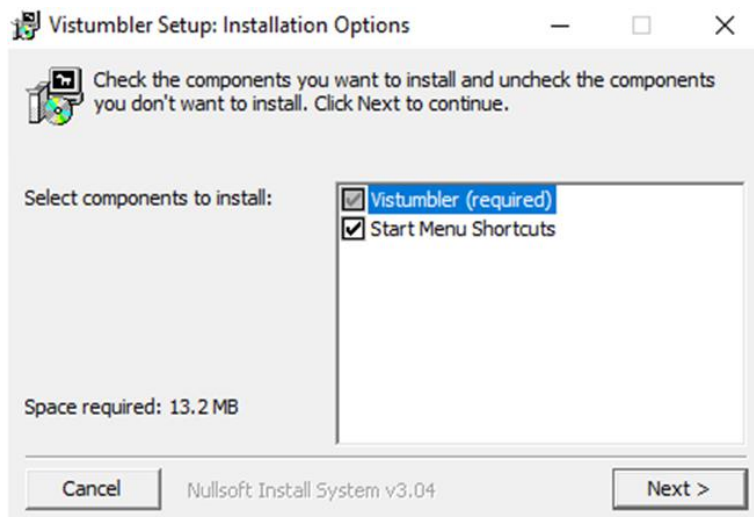 Vistumbler Setup: Installation Options
Check the components you want to install and uncheck the components
you don't want to install. Click Next to continue.
Select components to install:
Vistumbler (required)
Start Menu Shortcuts
Space required: 13.2 MB
Cancel
Nullsoft Install System v3.04
Next >